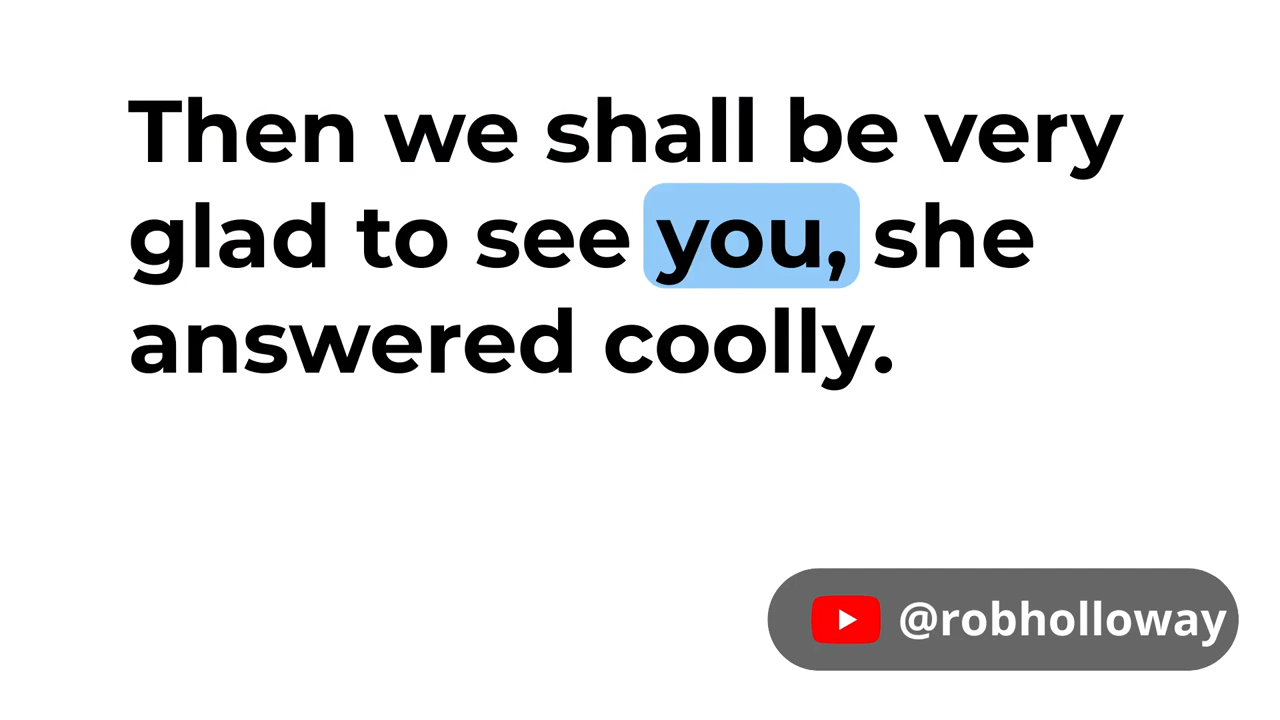 Then we shall be very
glad to see you, she
answered coolly.
@robholloway